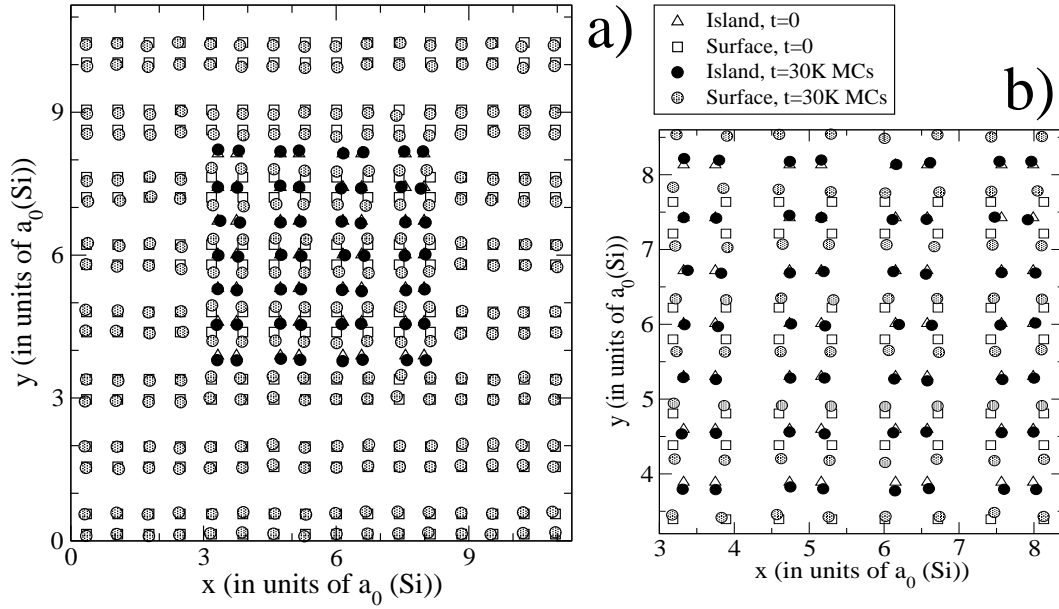 a)
Island, t=0
Surface, t=0
Island, t=30K MCs
Surface, t=30K MCs
b)
9
6
3
0
y (in units of a0(Si)
0
3
6
9
x (in units of a0 (Si)
8
7
6
5
4
y (in units of a0(Si)
3
4
5
6
7
8
x (in units of a0 (Si)